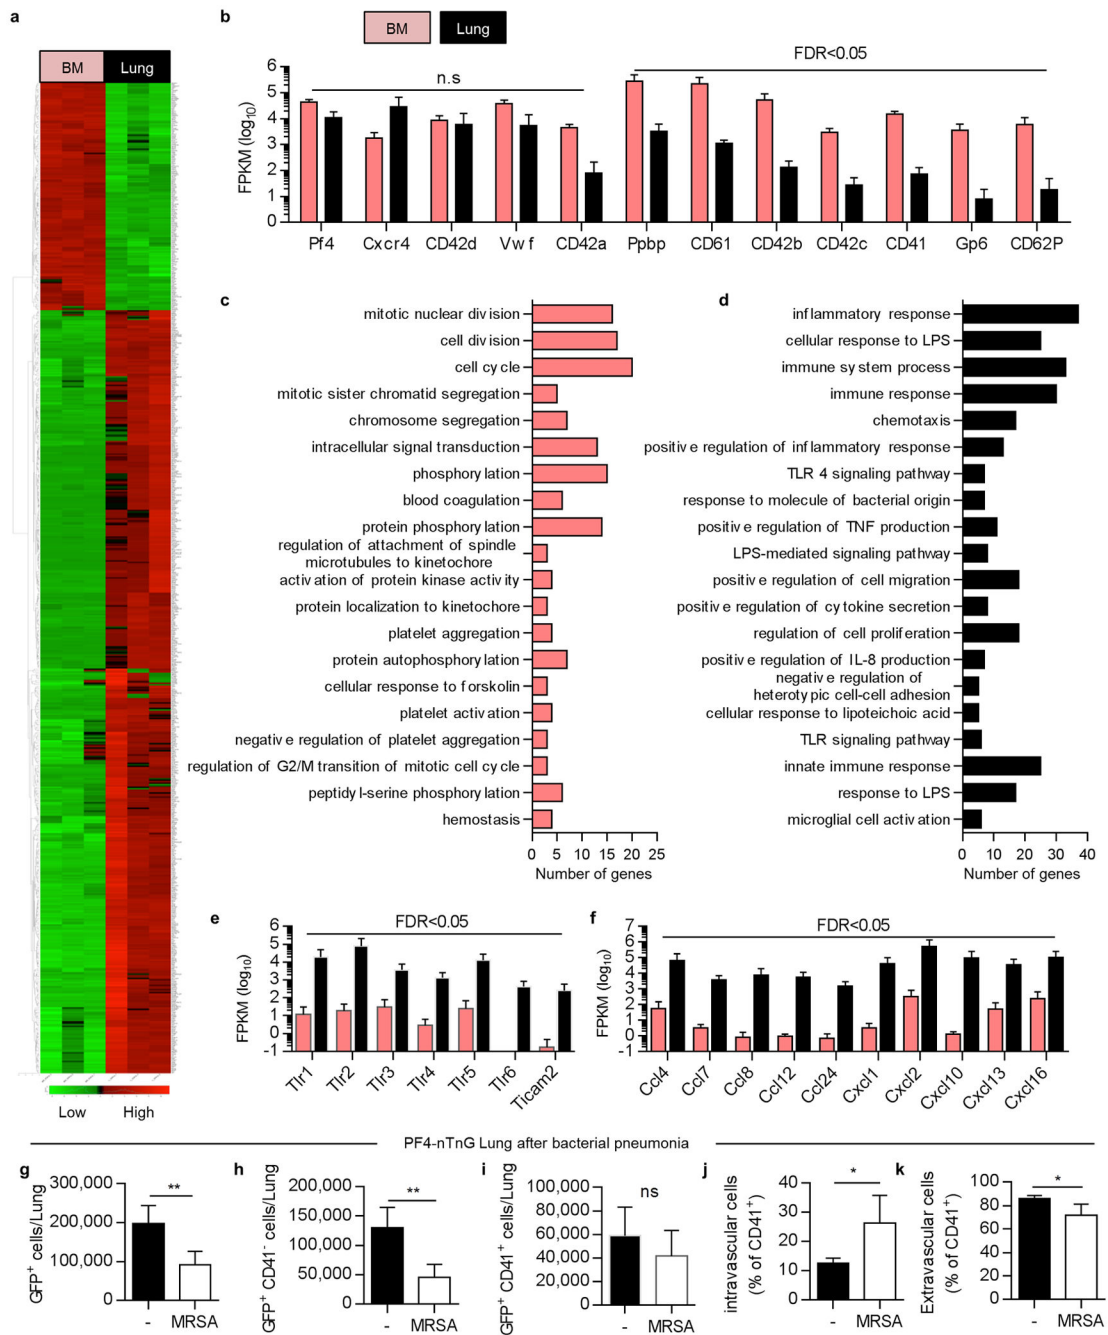 a
BM
Lung
Low
High
b
BM
Lung
FPKM (log10)
6
5
4
3
2
1
0
n.s
FDR<0.05
Pf4
Cxcr4
CD42d
Vwf
CD42a
Ppbp
CD61
CD42b
CD42c
CD41
Gp6
CD62P
c
mitotic nuclear division
cell division
cell cycle
mitotic sister chromatid segregation
chromosome segregation
intracellular signal transduction
phosphorylation
blood coagulation
protein phosphorylation
regulation of attachment of spindle
microtubules to kinetochore
activation of protein kinase activity
protein localization to kinetochore
platelet aggregation
protein autophosphorylation
cellular response to forskolin
platelet activation
negative regulation of platelet aggregation
regulation of G2/M transition of mitotic cell cycle
peptidyl-serine phosphorylation
hemostasis
0 5 10 15 20 25
Number of genes
d
inflammatory response
cellular response to LPS
immune system process
immune response
chemotaxis
positive regulation of inflammatory response
TLR 4 signaling pathway
response to molecule of bacterial origin
positive regulation of TNF production
LPS-mediated signaling pathway
positive regulation of cell migration
positive regulation of cytokine secretion
regulation of cell proliferation
positive regulation of IL-8 production
negative regulation of
heterotypic cell-cell adhesion
cellular response to lipoteichoic acid
TLR signaling pathway
innate immune response
response to LPS
microglial cell activation
0 10 20 30 40
Number of genes
e
FDR<0.05
FPKM (log10)
6
5
4
3
2
1
0
-1
Tlr1
Tlr2
Tlr3
Tlr4
Tlr5
Tlr6
Ticam2
f
FDR<0.05
FPKM (log10)
7
6
5
4
3
2
1
0
-1
Ccl4
Ccl7
Ccl8
Ccl12
Ccl24
Cxcl1
Cxcl2
Cxcl10
Cxcl13
Cxcl16
PF4-nTnG Lung after bacterial pneumonia
g
GFP+ cells/Lung
300,000
200,000
100,000
0
**
- MRSA
h
GFP+ CD41- cells/Lung
200,000
150,000
100,000
50,000
0
**
- MRSA
i
GFP+ CD41+ cells/Lung
100,000
80,000
60,000
40,000
20,000
0
ns
- MRSA
j
intravascular cells
(% of CD41+)
40
30
20
10
0
*
- MRSA
k
Extravascular cells
(% of CD41+)
100
80
60
40
20
0
*
- MRSA